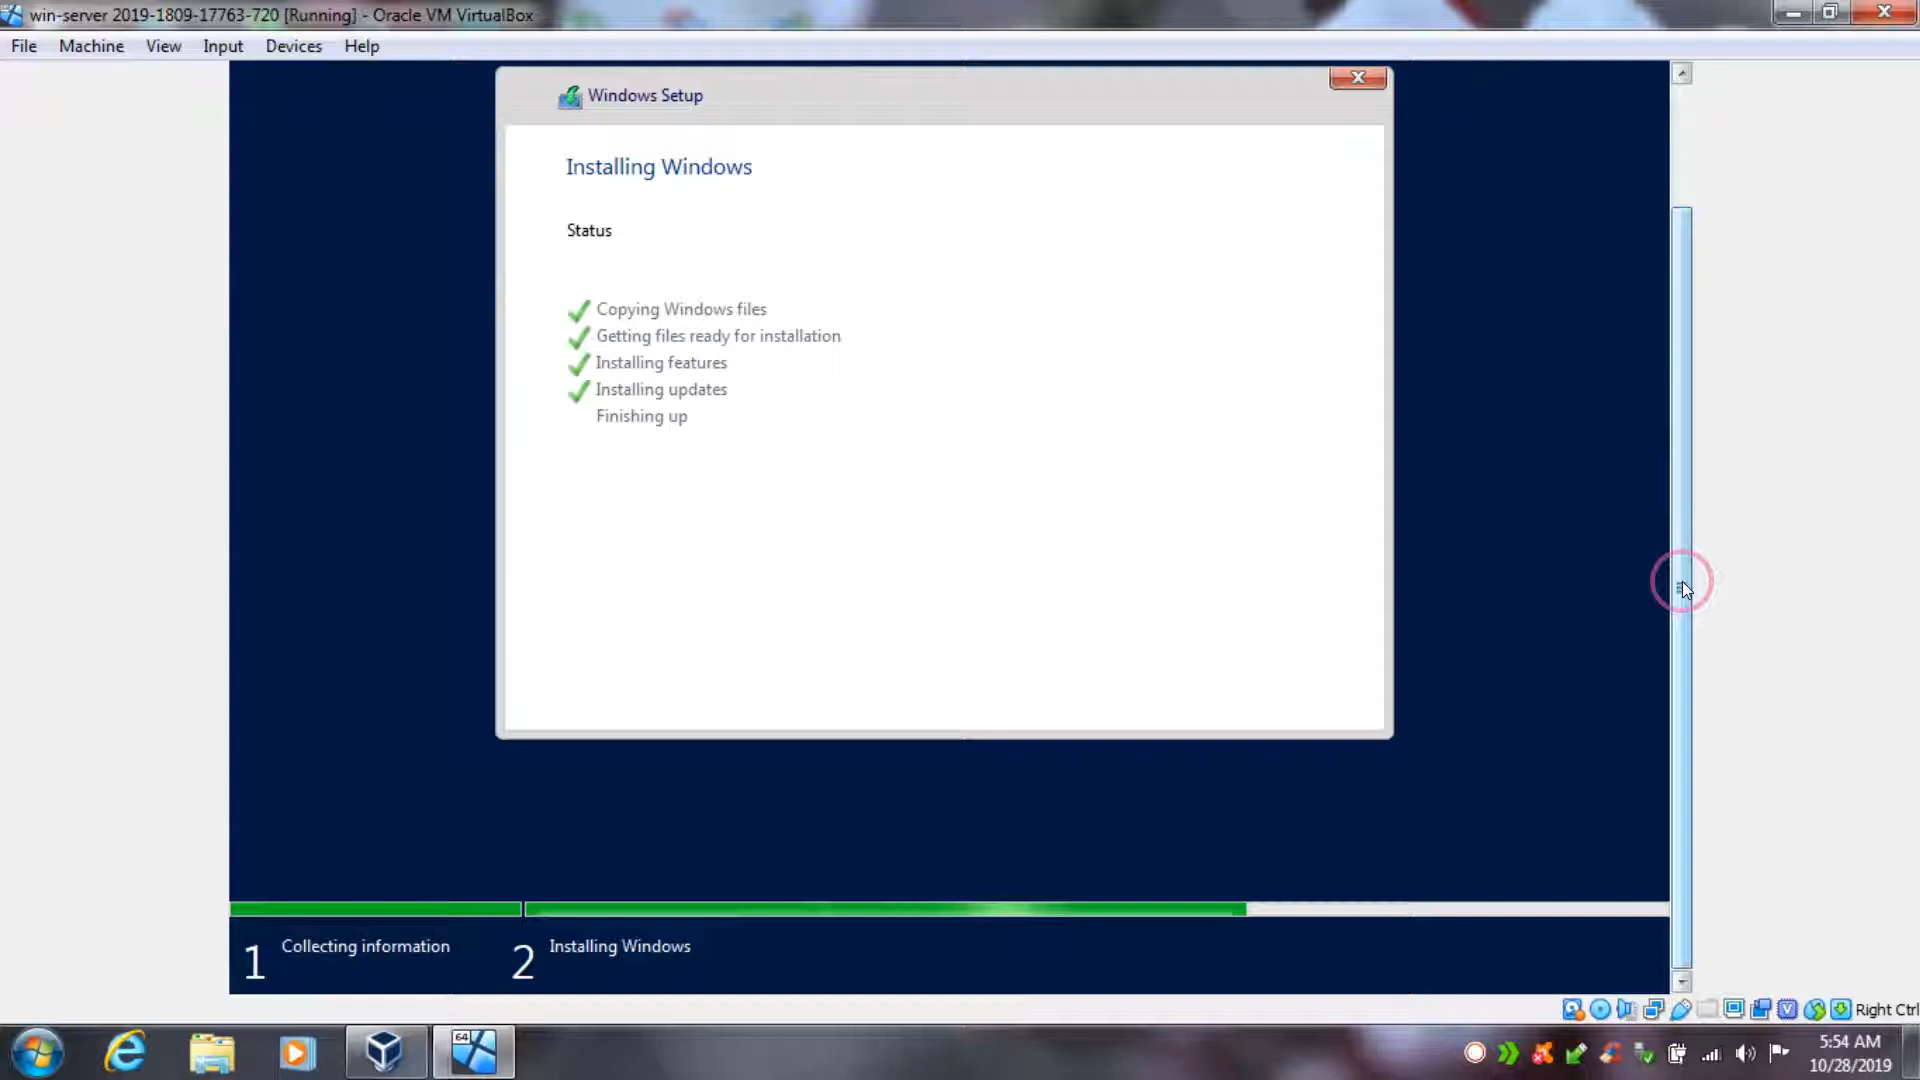 win-server 2019-1809-17763-720 [Running] - Oracle VM VirtualBox
File Machine View Input Devices Help
Windows Setup
Installing Windows
Status
Copying Windows files
Getting files ready for installation
Installing features
Installing updates
Finishing up
1 Collecting information
2 Installing Windows
Right Ctrl
64
5:54 AM
10/28/2019